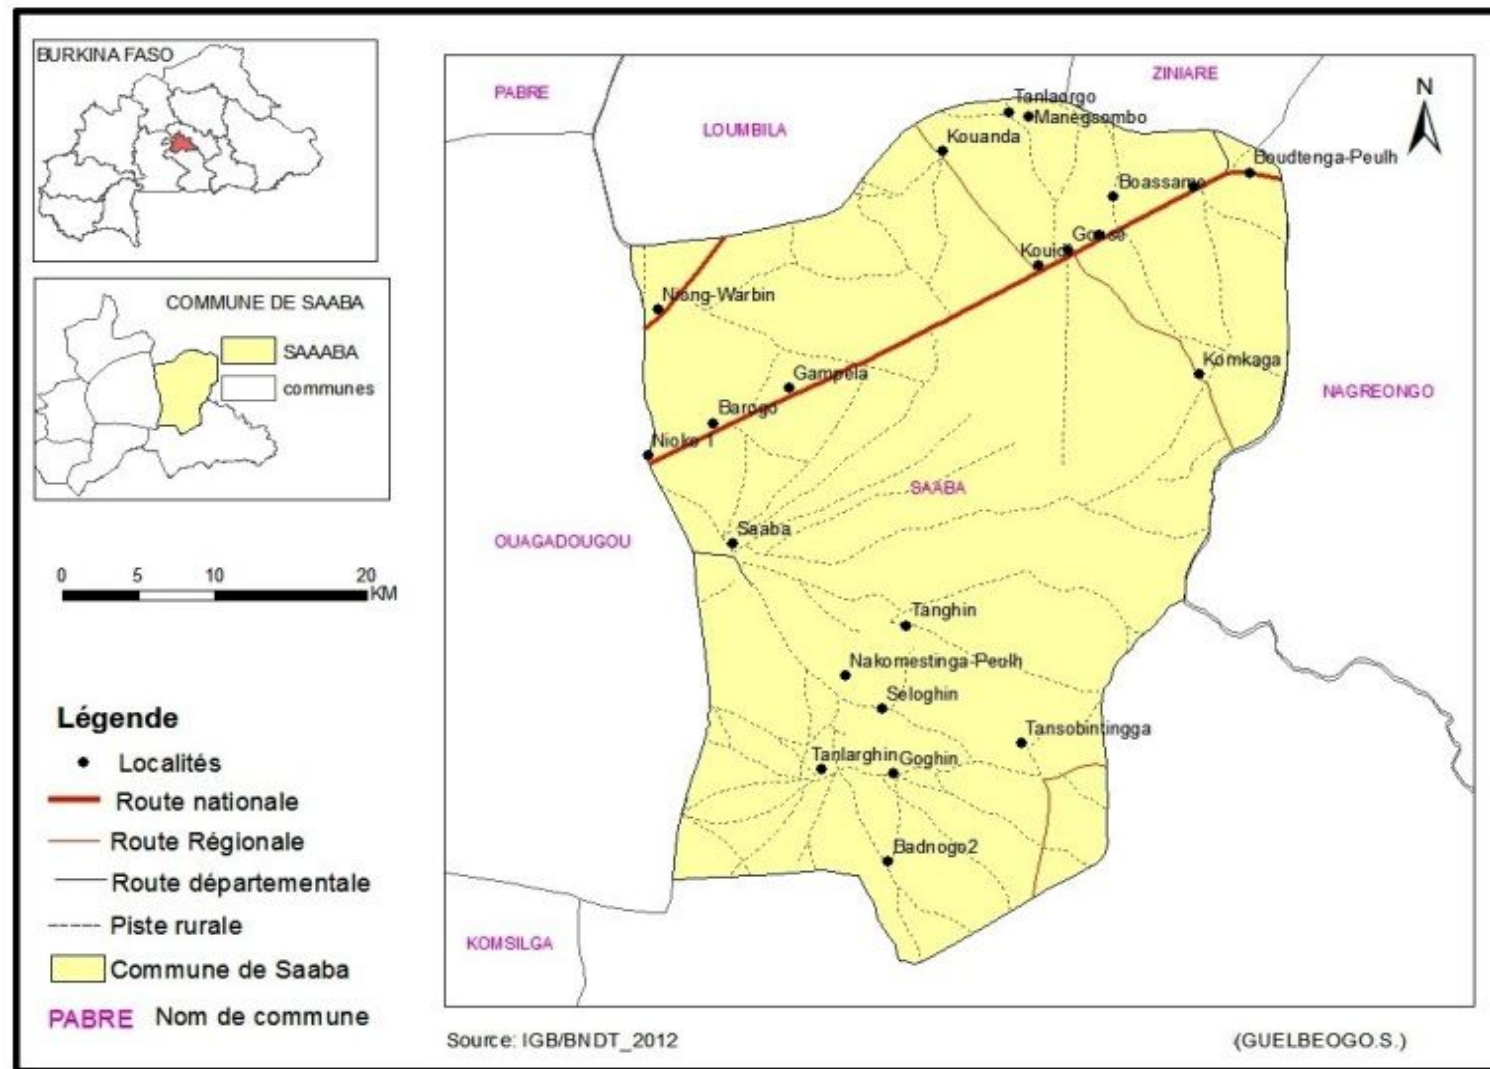 BURKINA FASO
COMMUNE DE SAABA
SAAABA
communes
0 5 10 20
KM
Légende
Localités
Route nationale
Route Régionale
Route départementale
Piste rurale
Commune de Saaba
PABRE Nom de commune
PABRE
LOUMBILA
ZINIARE
N
Tanlaorgo
Manegsombo
Kouanda
Boudtenga-Peulh
Boassame
Niong-Warbin
Komkaga
Gampela
NAGREONGO
Barogo
Nioko 1
SAABA
Saaba
OUAGADOUGOU
Tanghin
Nakomestinga-Peulh
Seloghin
Tansobintingga
Tanlarghin
Goghin
Badnogo2
KOMSILGA
Source: IGB/BNDT_2012
(GUELBEOGO.S.)